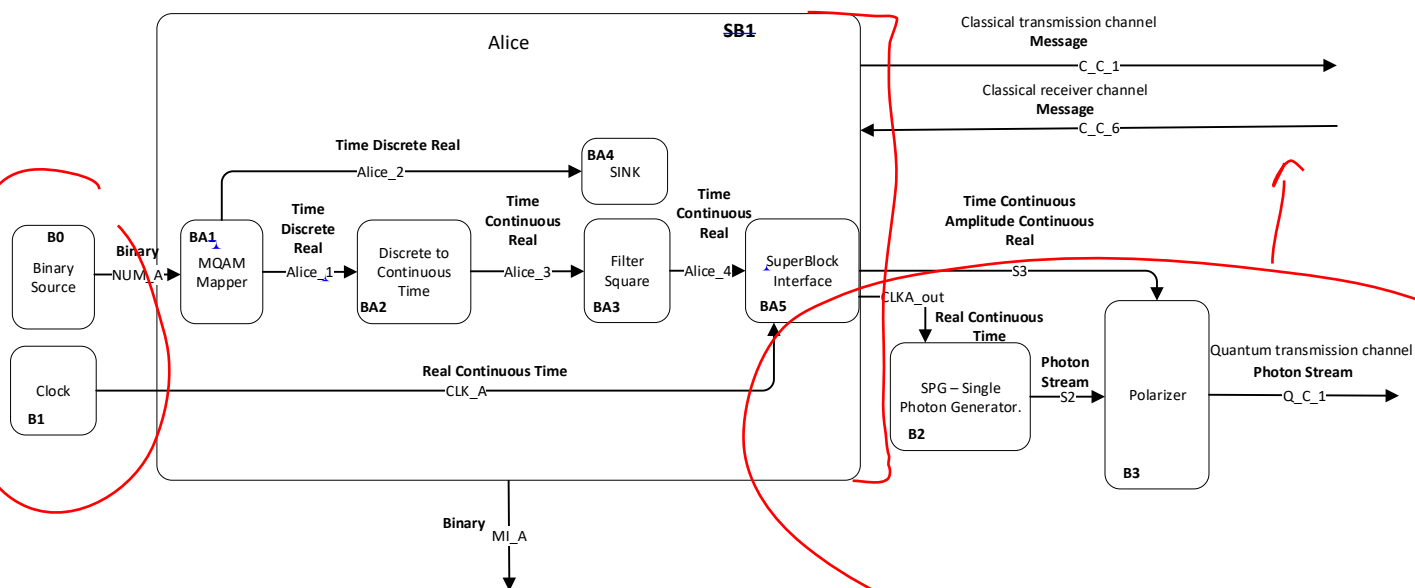 SB1
Alice
Classical transmission channel
Message
C_C_1
Classical receiver channel
Message
C_C_6
Time Discrete Real
Alice_2
BA4
SINK
B0
Binary
Source
Binary
NUM_A
BA1
MQAM
Mapper
Time
Discrete
Real
Alice_1
Discrete to
Continuous
Time
BA2
Time
Continuous
Real
Alice_3
Filter
Square
BA3
Time
Continuous
Real
Alice_4
SuperBlock
Interface
BA5
Time Continuous
Amplitude Continuous
Real
S3
CLKA_out
Real Continuous
Time
Clock
B1
Real Continuous Time
CLK_A
SPG – Single
Photon Generator.
B2
Photon
Stream
S2
Polarizer
B3
Quantum transmission channel
Photon Stream
Q_C_1
Binary
MI_A